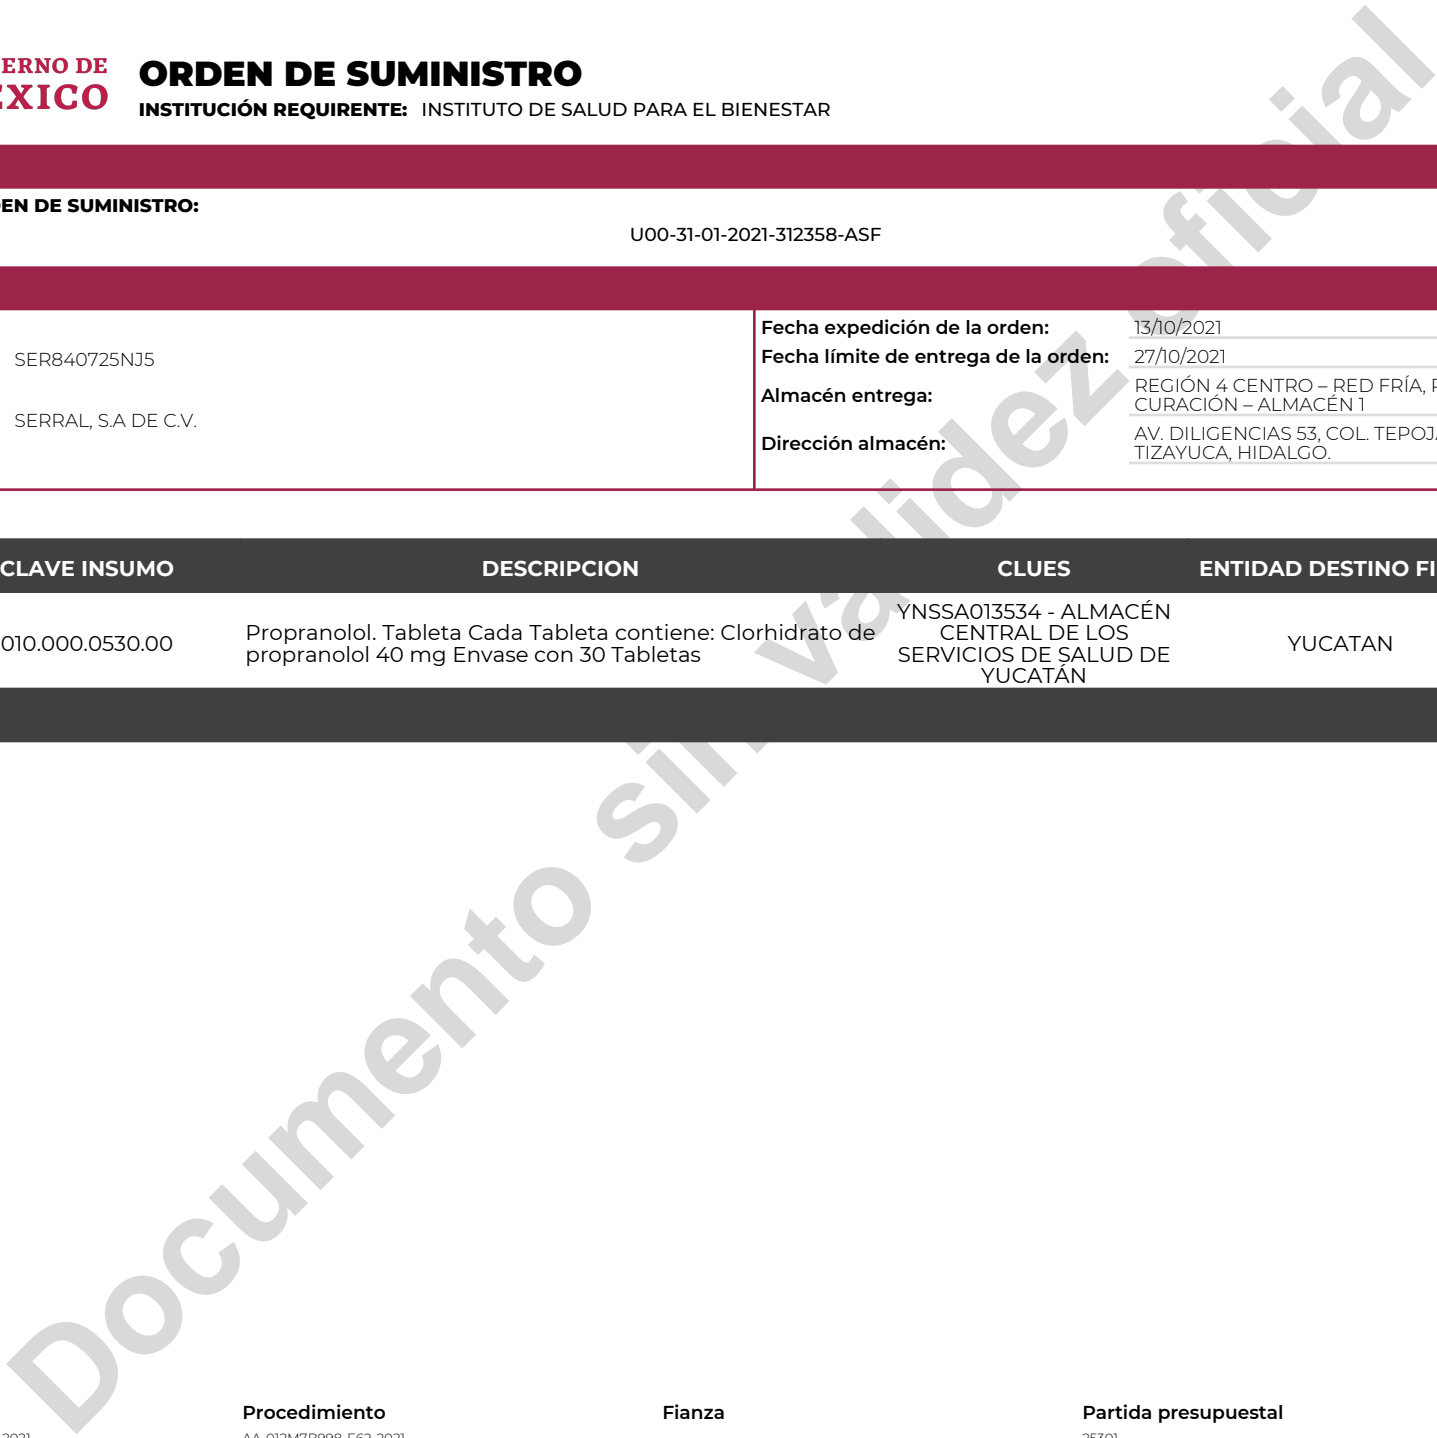 ERNO DE
EXICO
ORDEN DE SUMINISTRO
INSTITUCIÓN REQUIRENTE: INSTITUTO DE SALUD PARA EL BIENESTAR
EN DE SUMINISTRO:
U00-31-01-2021-312358-ASF
SER840725NJ5
SERRAL, S.A DE C.V.
Fecha expedición de la orden: 13/10/2021
Fecha límite de entrega de la orden: 27/10/2021
Almacén entrega: REGIÓN 4 CENTRO – RED FRÍA,
CURACIÓN – ALMACÉN 1
Dirección almacén: AV. DILIGENCIAS 53, COL. TEPOJ
TIZAYUCA, HIDALGO.
CLAVE INSUMO DESCRIPCION CLUES ENTIDAD DESTINO FI
010.000.0530.00
Propranolol. Tableta Cada Tableta contiene: Clorhidrato de
propranolol 40 mg Envase con 30 Tabletas
YNSSA013534 - ALMACÉN
CENTRAL DE LOS
SERVICIOS DE SALUD DE
YUCATÁN
YUCATAN
Documento sin validez oficial
Procedimiento Fianza Partida presupuestal